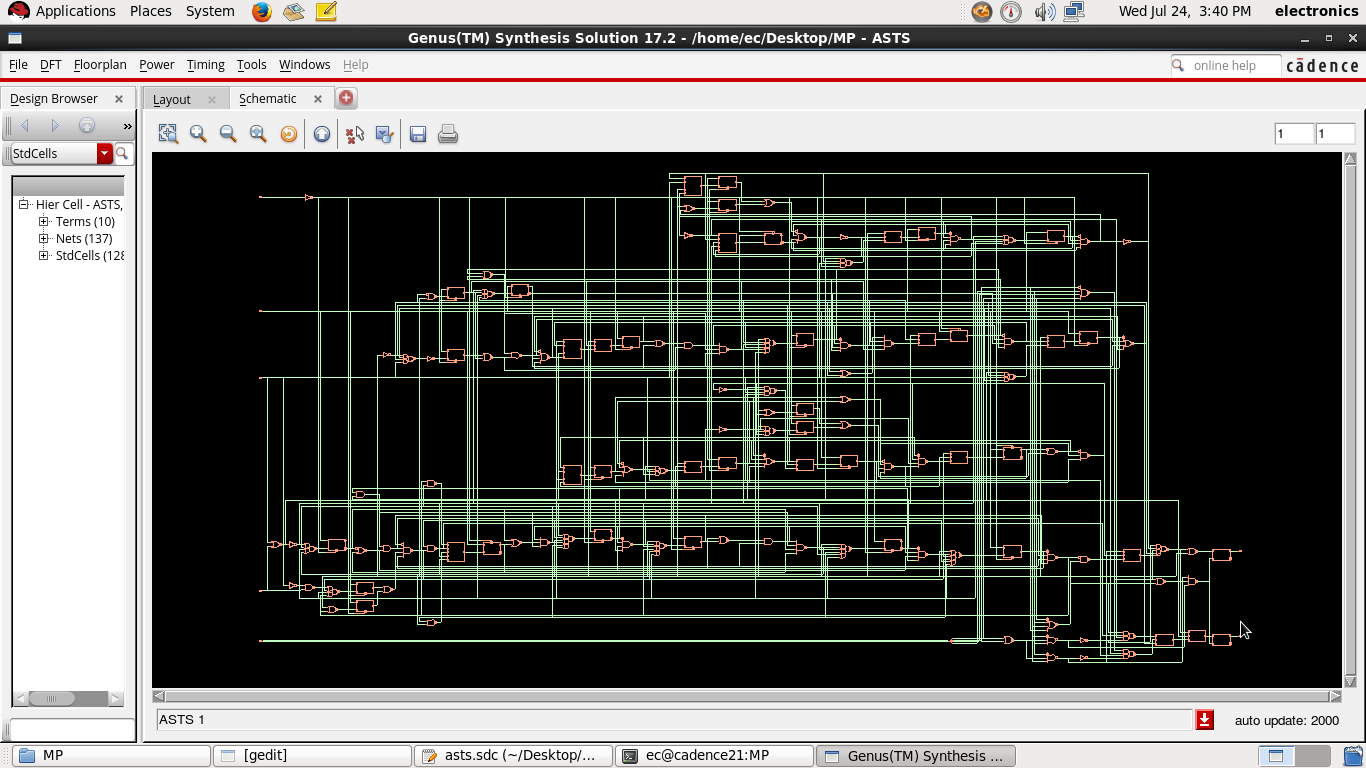 Applications Places System Wed Jul 24, 3:40 PM electronics
Genus(TM) Synthesis Solution 17.2 - /home/ec/Desktop/MP - ASTS
File DFT Floorplan Power Timing Tools Windows Help online help cādence
Design Browser Layout Schematic
»
StdCells 1 1
Hier Cell - ASTS,
Terms (10)
Nets (137)
StdCells (128
ASTS 1 auto update: 2000
MP [gedit] asts.sdc (~/Desktop/... ec@cadence21:MP Genus(TM) Synthesis ...